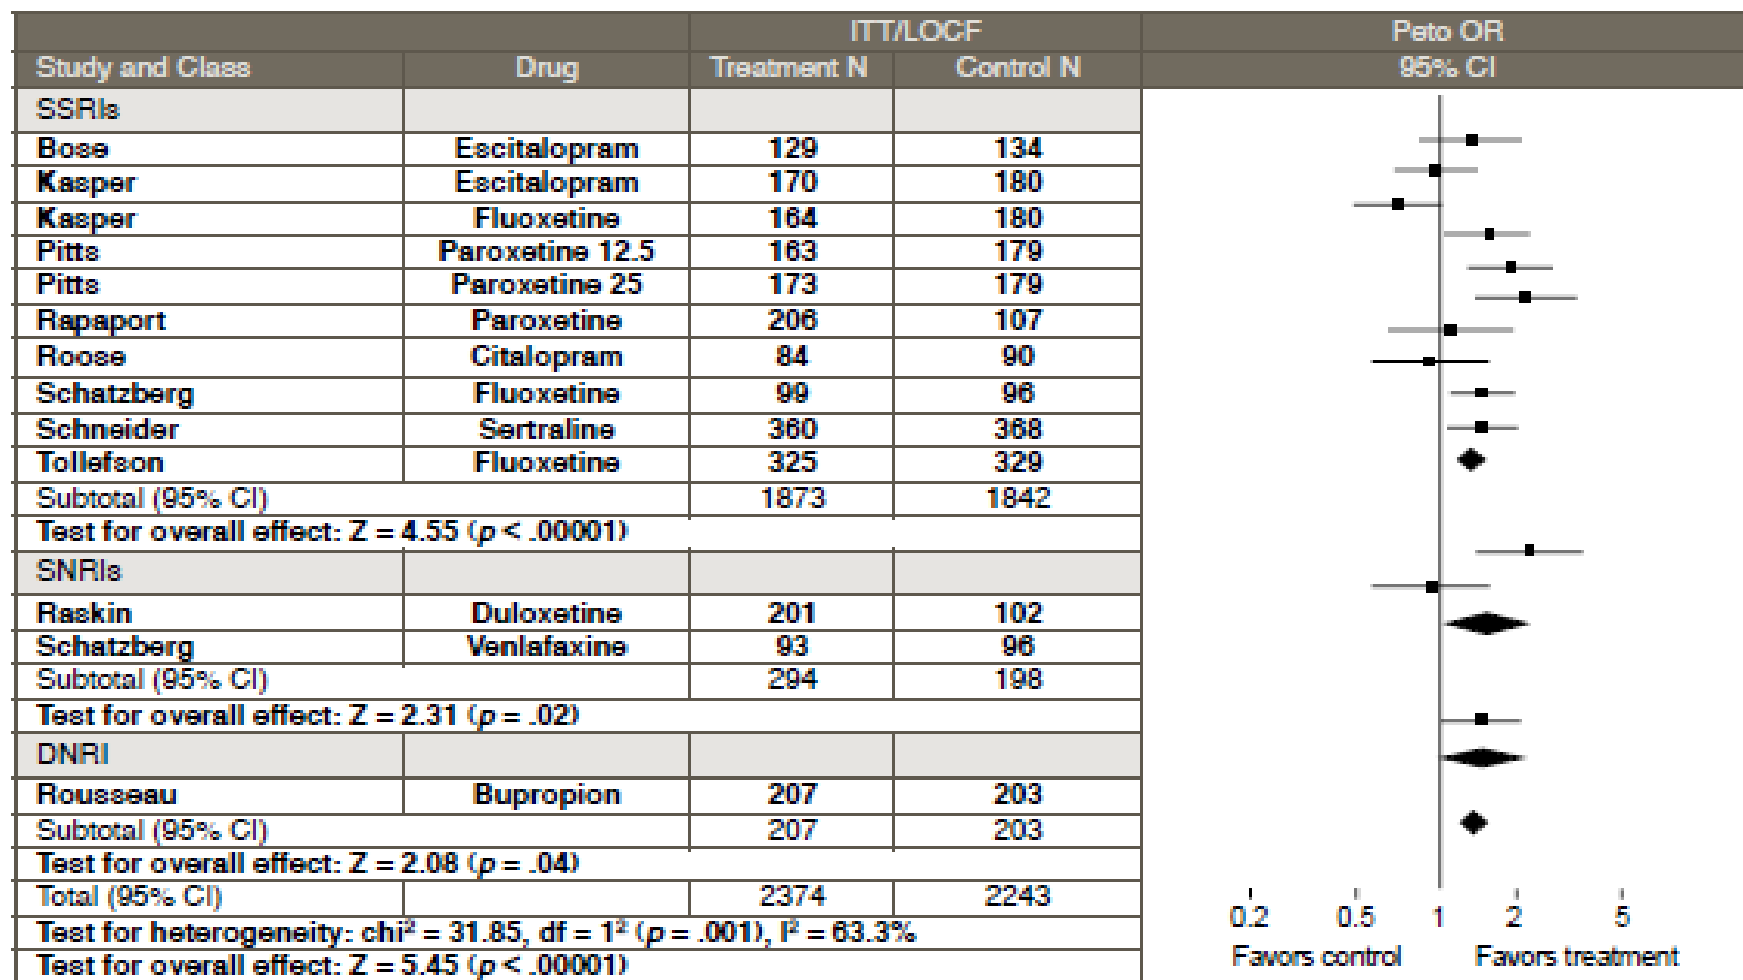 ITT/LOCF Peto OR
Study and Class Drug Treatment N Control N 95% CI
SSRIs
Bose Escitalopram 129 134
Kasper Escitalopram 170 180
Kasper Fluoxetine 164 180
Pitts Paroxetine 12.5 163 179
Pitts Paroxetine 25 173 179
Rapaport Paroxetine 206 107
Roose Citalopram 84 90
Schatzberg Fluoxetine 99 96
Schneider Sertraline 360 368
Tollefson Fluoxetine 325 329
Subtotal (95% CI) 1873 1842
Test for overall effect: Z = 4.55 (p < .00001)
SNRIs
Raskin Duloxetine 201 102
Schatzberg Venlafaxine 93 96
Subtotal (95% CI) 294 198
Test for overall effect: Z = 2.31 (p = .02)
DNRI
Rousseau Bupropion 207 203
Subtotal (95% CI) 207 203
Test for overall effect: Z = 2.08 (p = .04)
Total (95% CI) 2374 2243
Test for heterogeneity: chi² = 31.85, df = 1² (p = .001), I² = 63.3%
Test for overall effect: Z = 5.45 (p < .00001)
0.2 0.5 1 2 5
Favors control Favors treatment